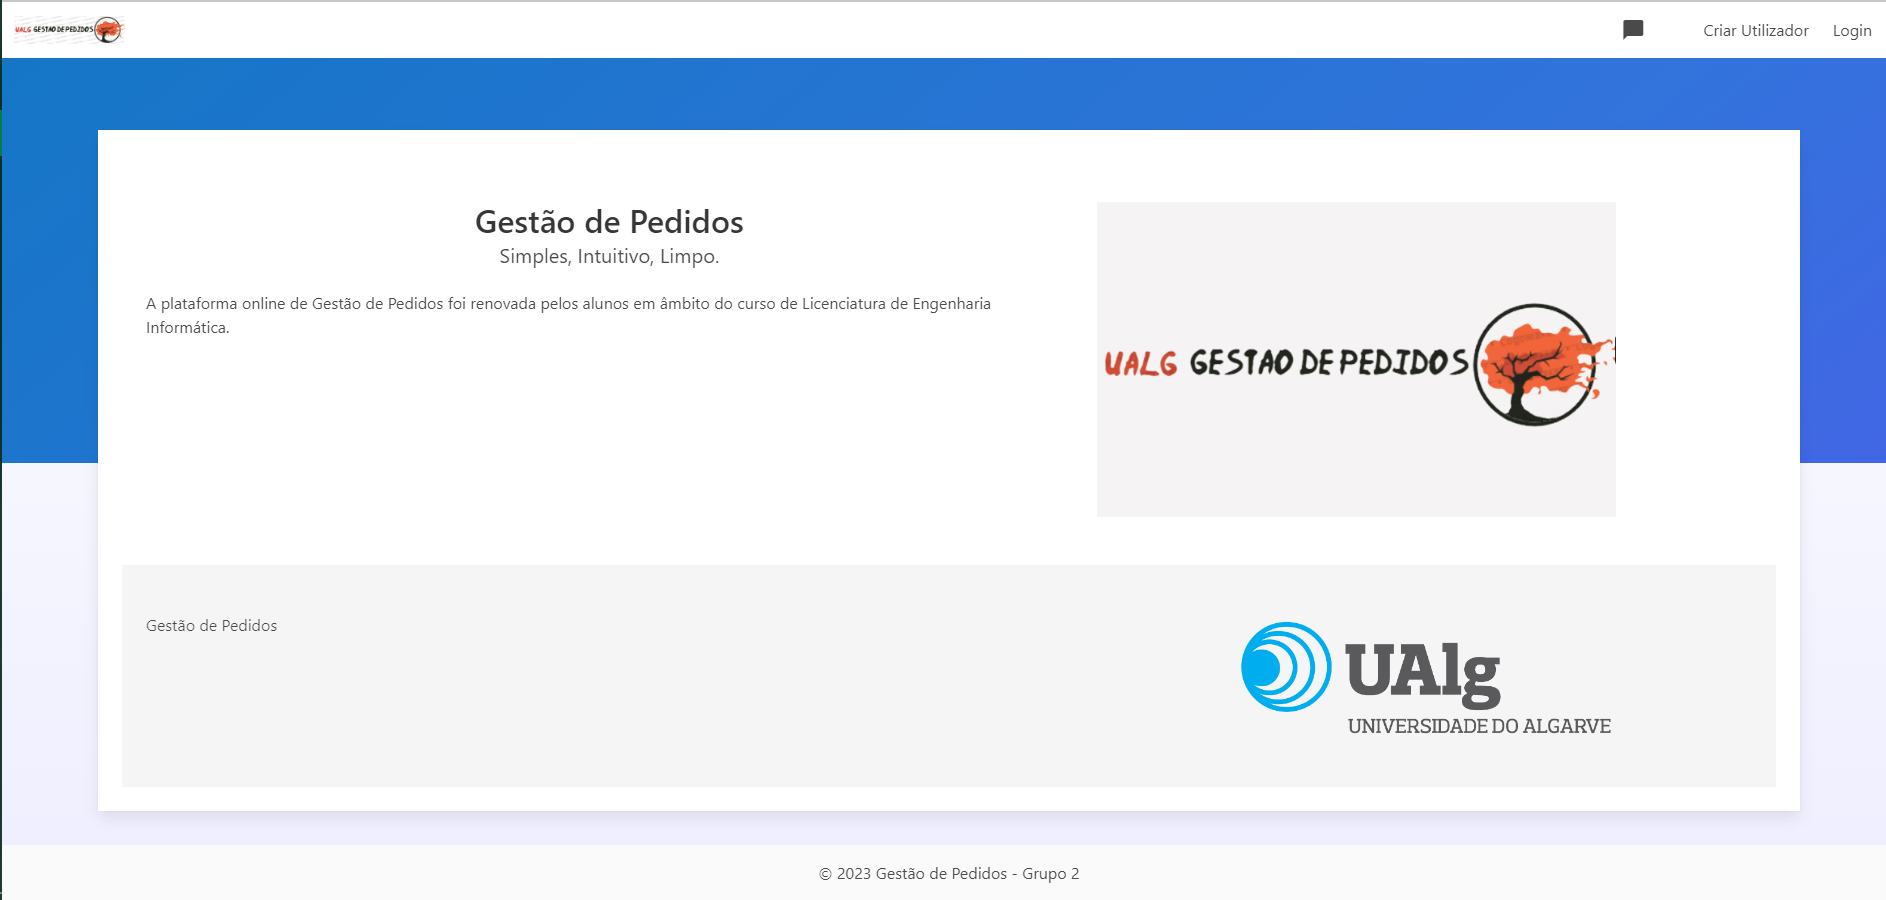 UALG GESTAO DE PEDIDOS
Criar Utilizador
Login
Gestão de Pedidos
Simples, Intuitivo, Limpo.
A plataforma online de Gestão de Pedidos foi renovada pelos alunos em âmbito do curso de Licenciatura de Engenharia
Informática.
UALG GESTAO DE PEDIDOS
Gestão de Pedidos
UAlg
UNIVERSIDADE DO ALGARVE
© 2023 Gestão de Pedidos - Grupo 2